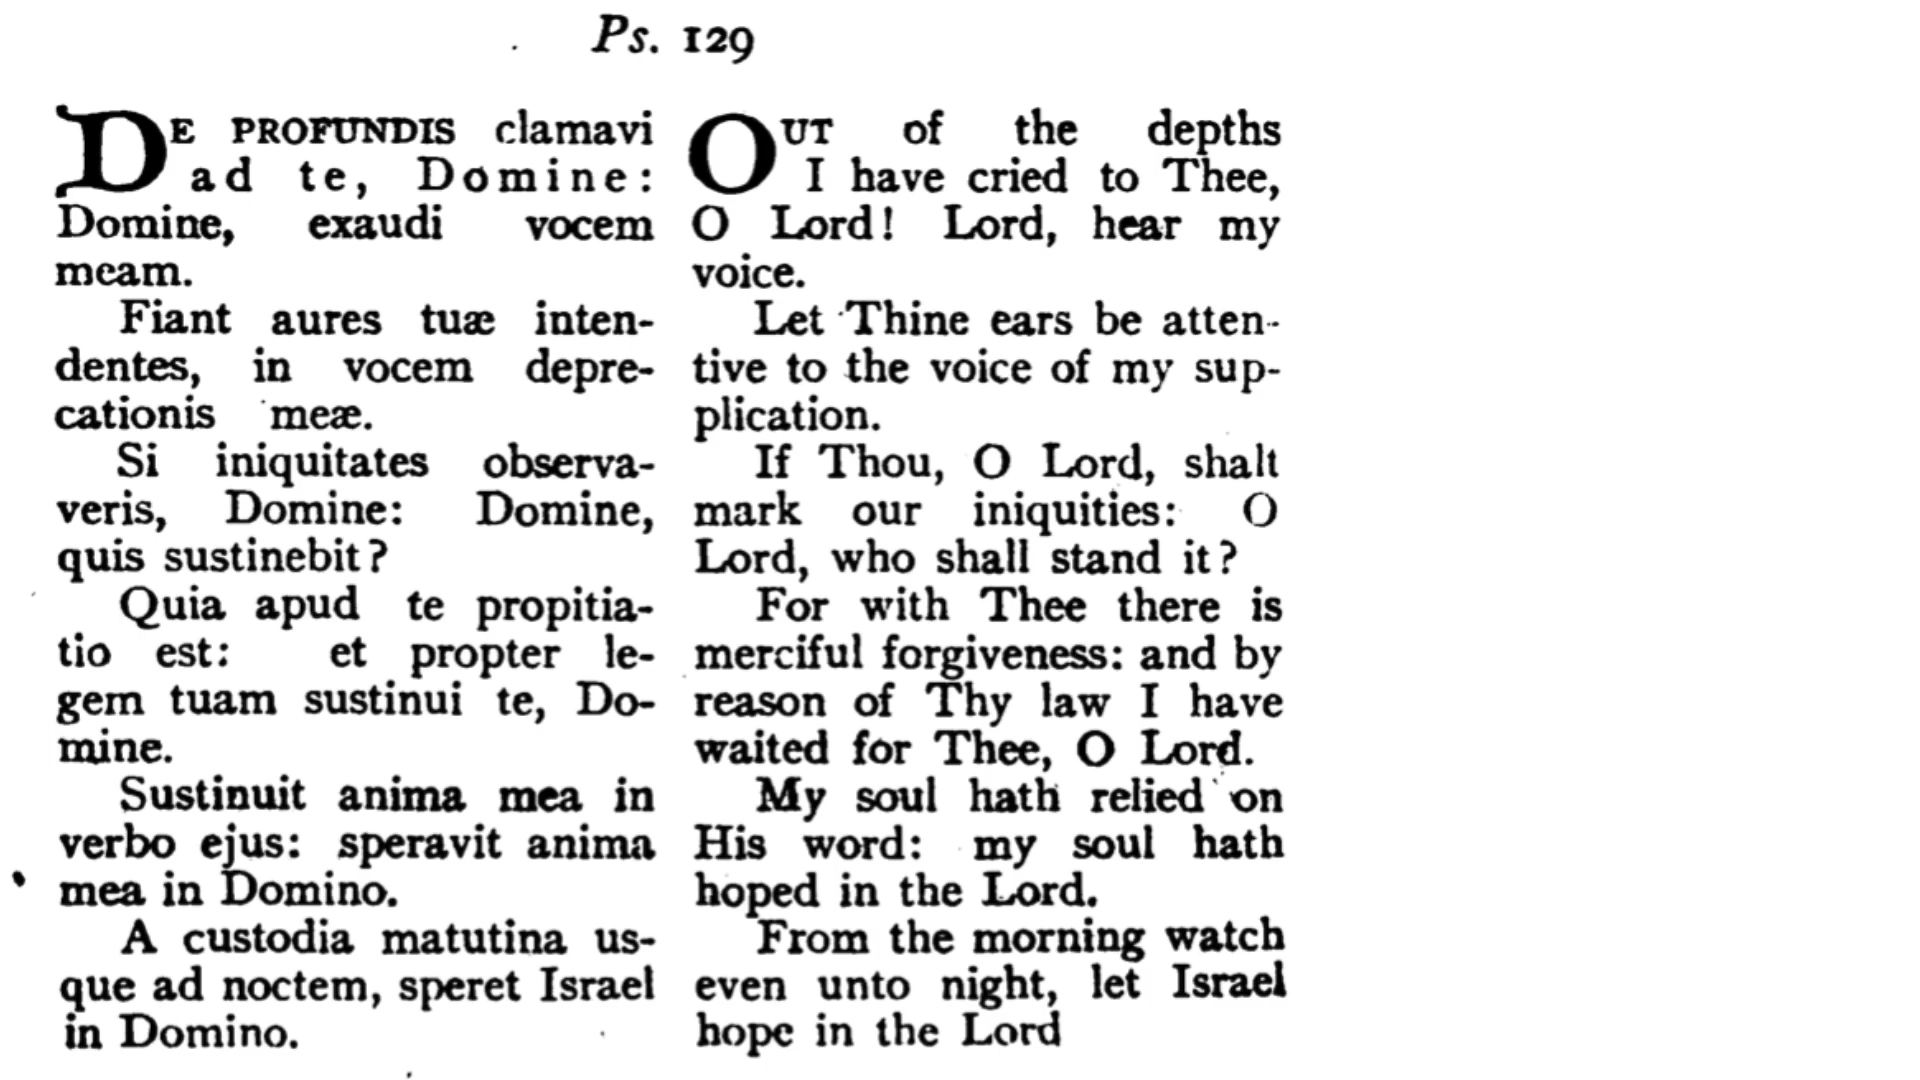 Ps. 129
DE PROFUNDIS clamavi
ad te, Domine:
Domine, exaudi vocem
meam.
Fiant aures tuæ inten-
dentes, in vocem depre-
cationis meæ.
Si iniquitates observa-
veris, Domine: Domine,
quis sustinebit?
Quia apud te propitia-
tio est: et propter le-
gem tuam sustinui te, Do-
mine.
Sustinuit anima mea in
verbo ejus: speravit anima
mea in Domino.
A custodia matutina us-
que ad noctem, speret Israel
in Domino.
OUT of the depths
I have cried to Thee,
O Lord! Lord, hear my
voice.
Let Thine ears be atten-
tive to the voice of my sup-
plication.
If Thou, O Lord, shalt
mark our iniquities: O
Lord, who shall stand it?
For with Thee there is
merciful forgiveness: and by
reason of Thy law I have
waited for Thee, O Lord.
My soul hath relied on
His word: my soul hath
hoped in the Lord.
From the morning watch
even unto night, let Israel
hope in the Lord